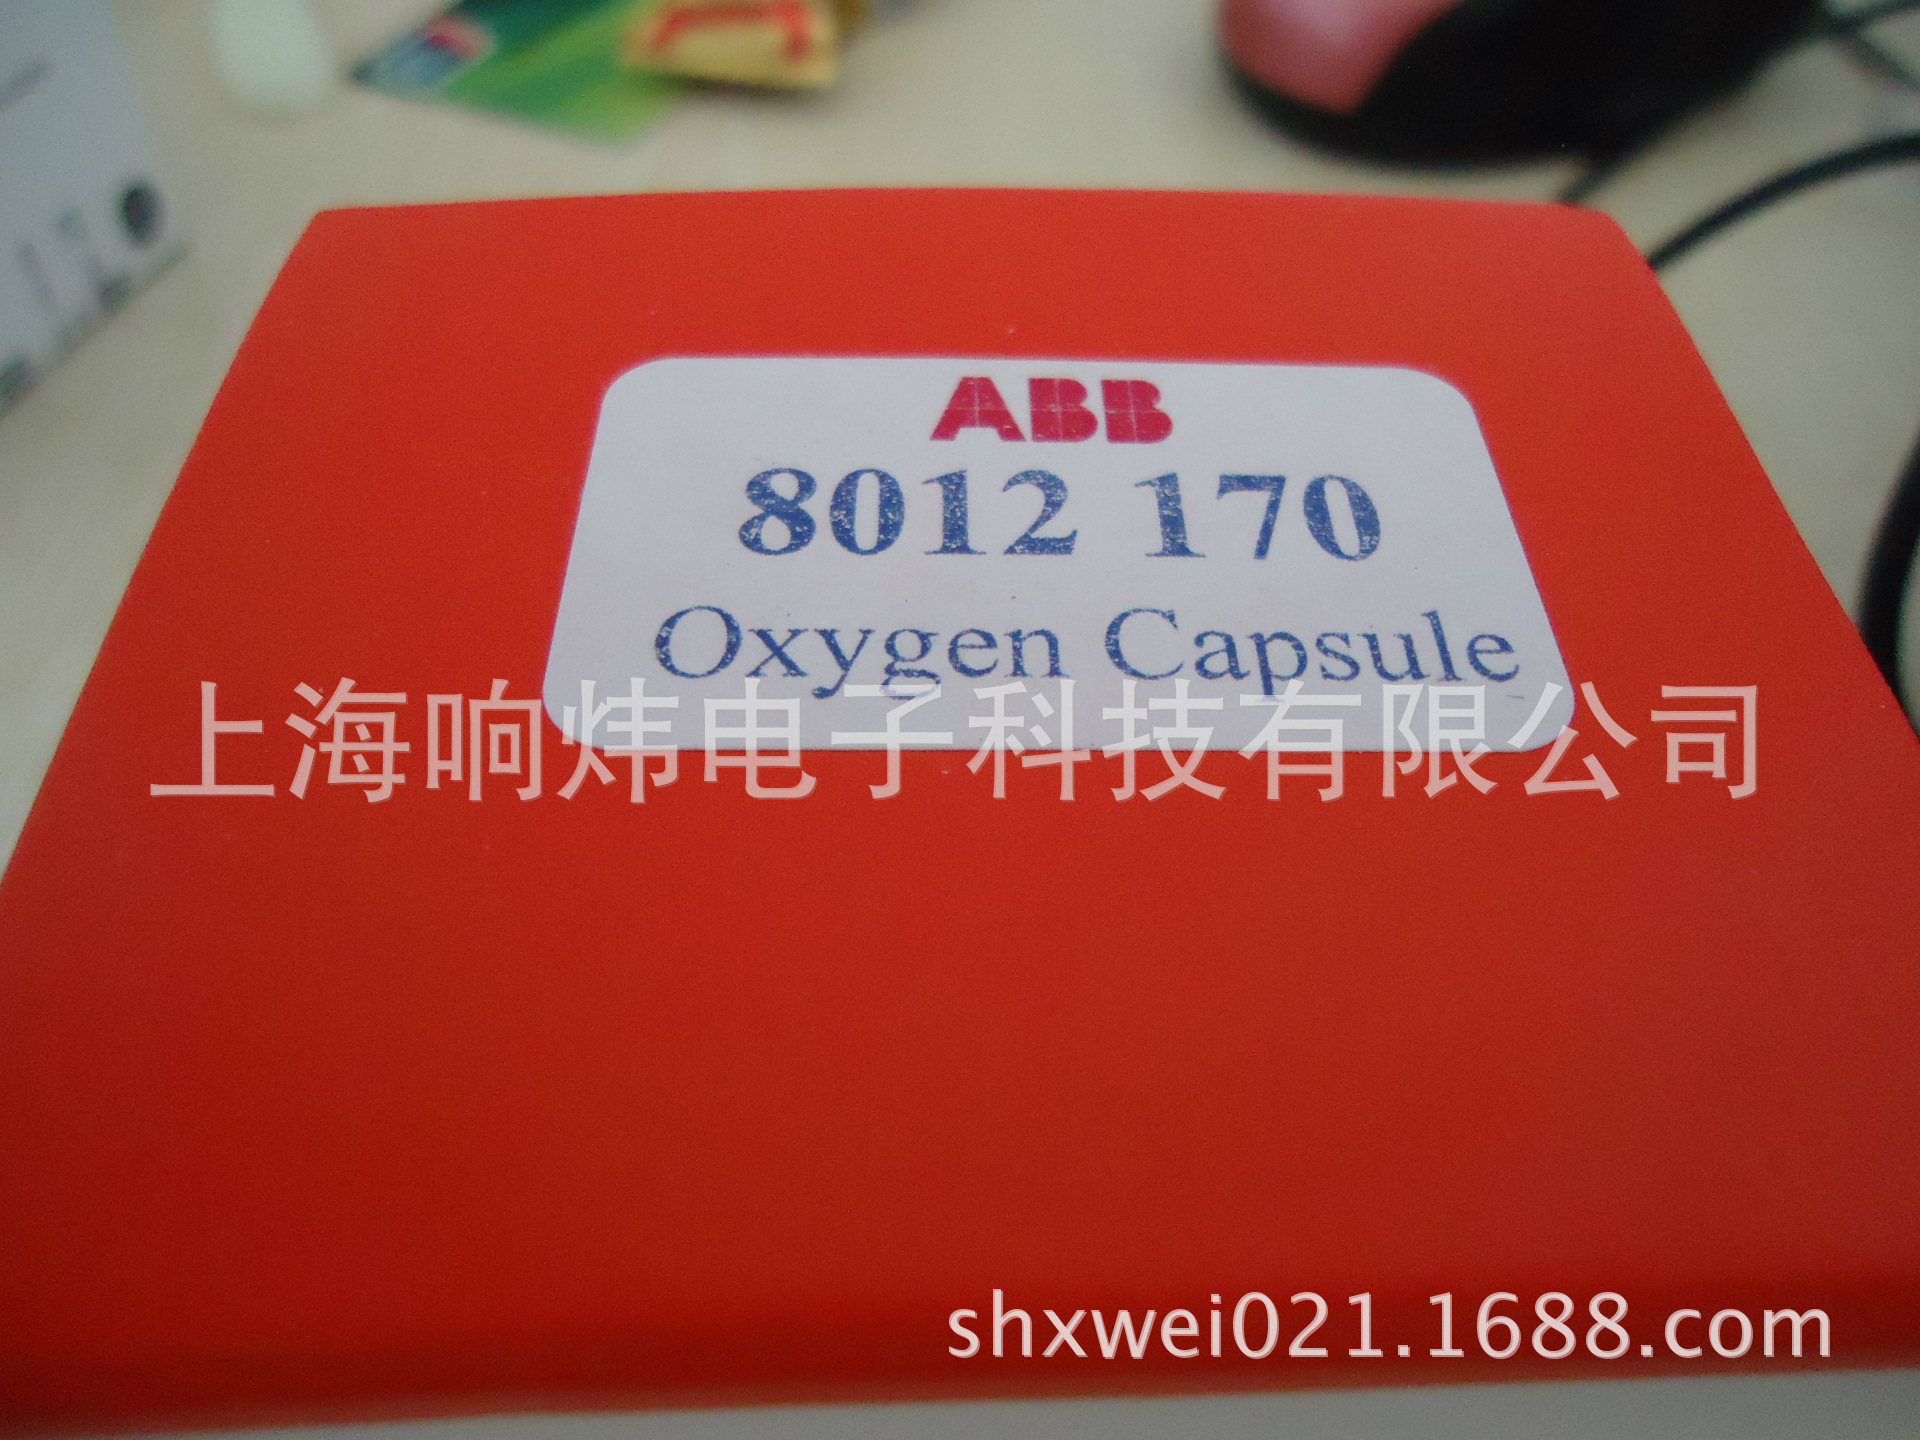 ABB
8012 170
Oxygen Capsule
上海响炜电子科技有限公司
shxwei021.1688.com